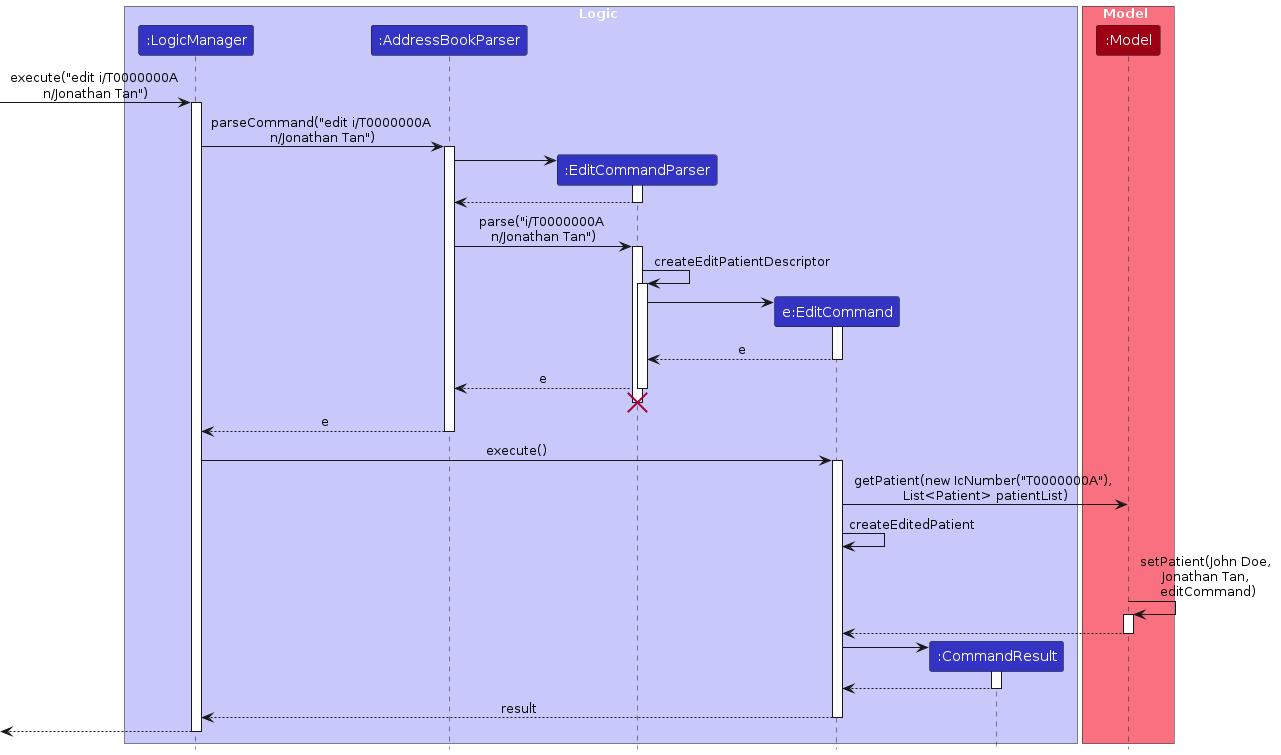 Logic
Model
:LogicManager
:AddressBookParser
:Model
execute("edit i/T0000000A
n/Jonathan Tan")
parseCommand("edit i/T0000000A
n/Jonathan Tan")
:EditCommandParser
parse("i/T0000000A
n/Jonathan Tan")
createEditPatientDescriptor
e:EditCommand
e
e
e
execute()
getPatient(new IcNumber("T0000000A"),
List<Patient> patientList)
createEditedPatient
setPatient(John Doe,
Jonathan Tan,
editCommand)
:CommandResult
result